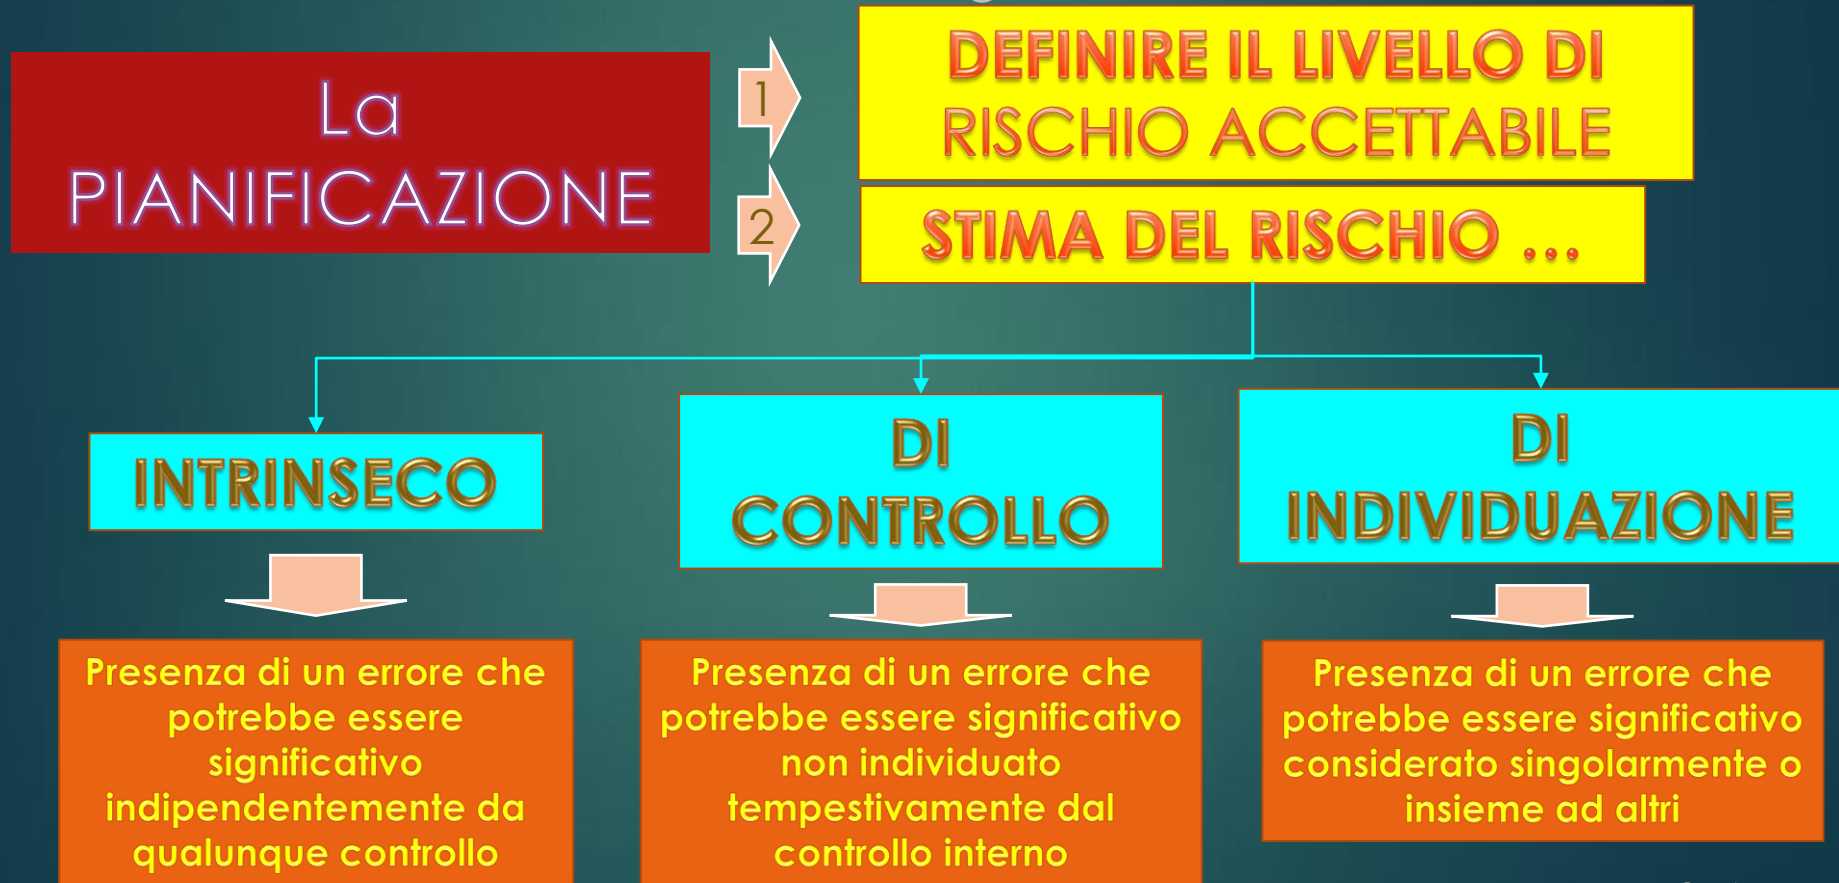 La
PIANIFICAZIONE
1
DEFINIRE IL LIVELLO DI
RISCHIO ACCETTABILE
2
STIMA DEL RISCHIO ...
INTRINSECO
DI
CONTROLLO
DI
INDIVIDUAZIONE
Presenza di un errore che
potrebbe essere
significativo
indipendentemente da
qualunque controllo
Presenza di un errore che
potrebbe essere significativo
non individuato
tempestivamente dal
controllo interno
Presenza di un errore che
potrebbe essere significativo
considerato singolarmente o
insieme ad altri